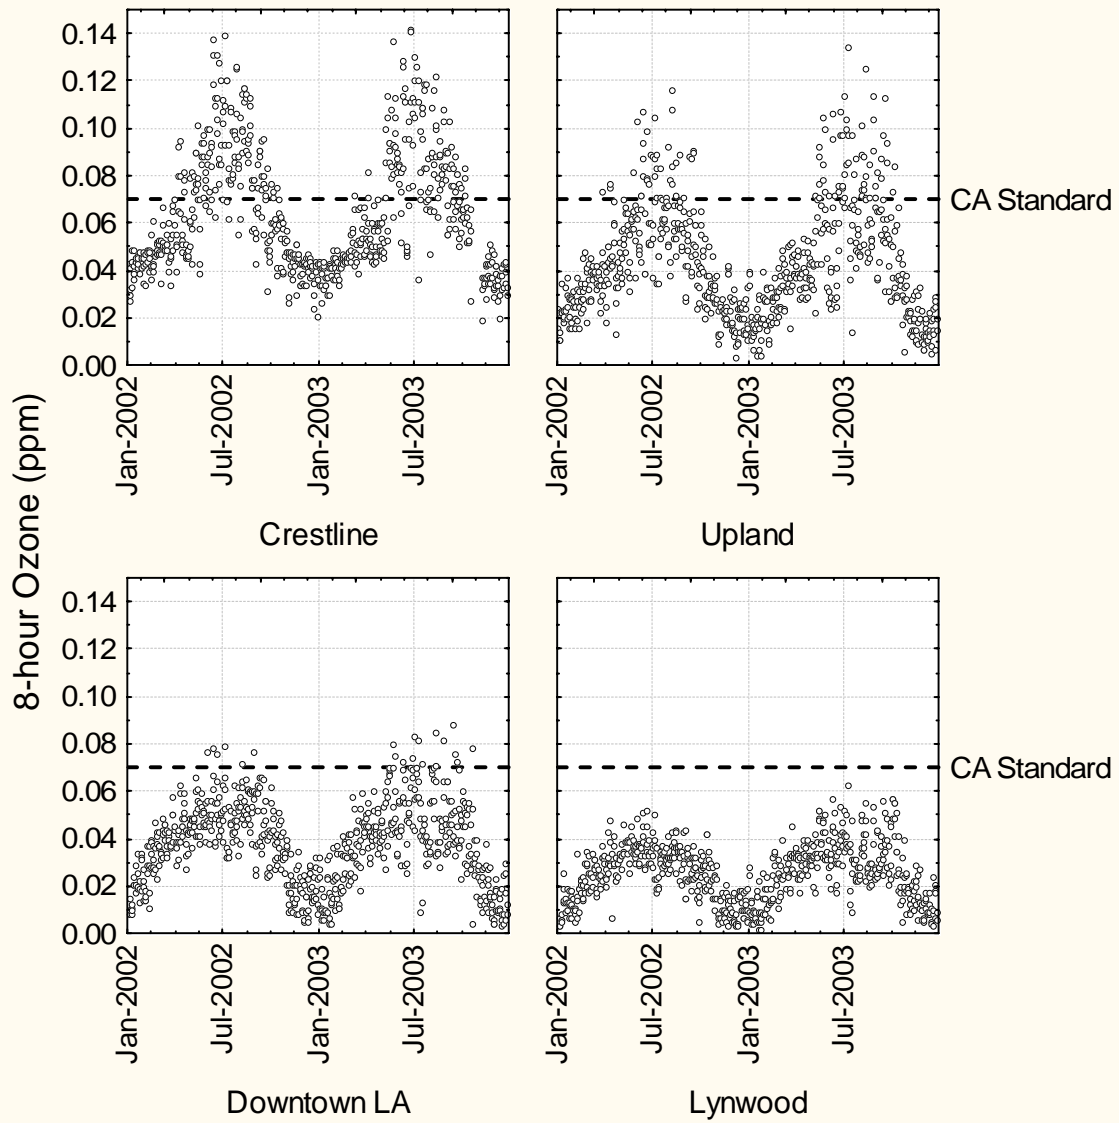 8-hour Ozone (ppm)
0.14
0.12
0.10
0.08
0.06
0.04
0.02
0.00
CA Standard
Jan-2002
Jul-2002
Jan-2003
Jul-2003
Jan-2002
Jul-2002
Jan-2003
Jul-2003
Crestline
Upland
0.14
0.12
0.10
0.08
0.06
0.04
0.02
0.00
CA Standard
Jan-2002
Jul-2002
Jan-2003
Jul-2003
Jan-2002
Jul-2002
Jan-2003
Jul-2003
Downtown LA
Lynwood